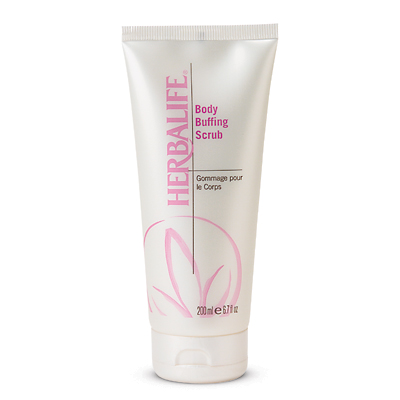 HERBALIFE®
Body
Buffing
Scrub
Gommage pour
le Corps
200 ml ℮ 6.7 fl oz